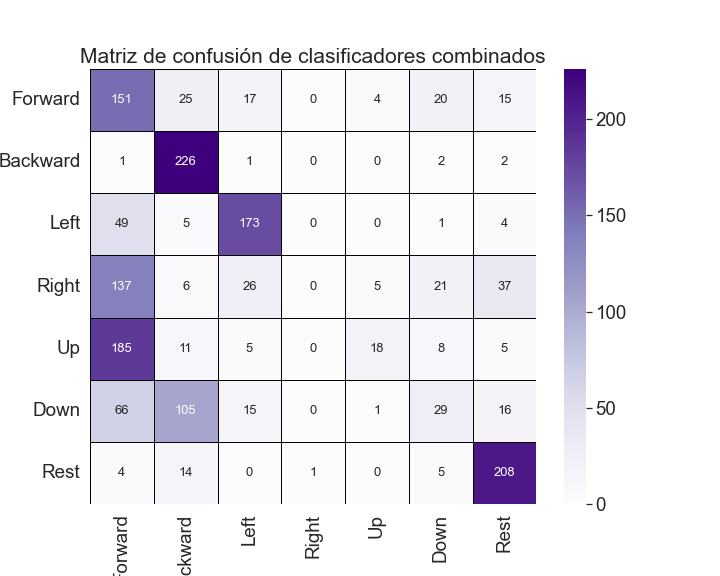 Matriz de confusión de clasificadores combinados
Forward 151 25 17 0 4 20 15
Backward 1 226 1 0 0 2 2
Left 49 5 173 0 0 1 4
Right 137 6 26 0 5 21 37
Up 185 11 5 0 18 8 5
Down 66 105 15 0 1 29 16
Rest 4 14 0 1 0 5 208
Forward
ckward
Left
Right
Up
Down
Rest
200
150
100
50
0